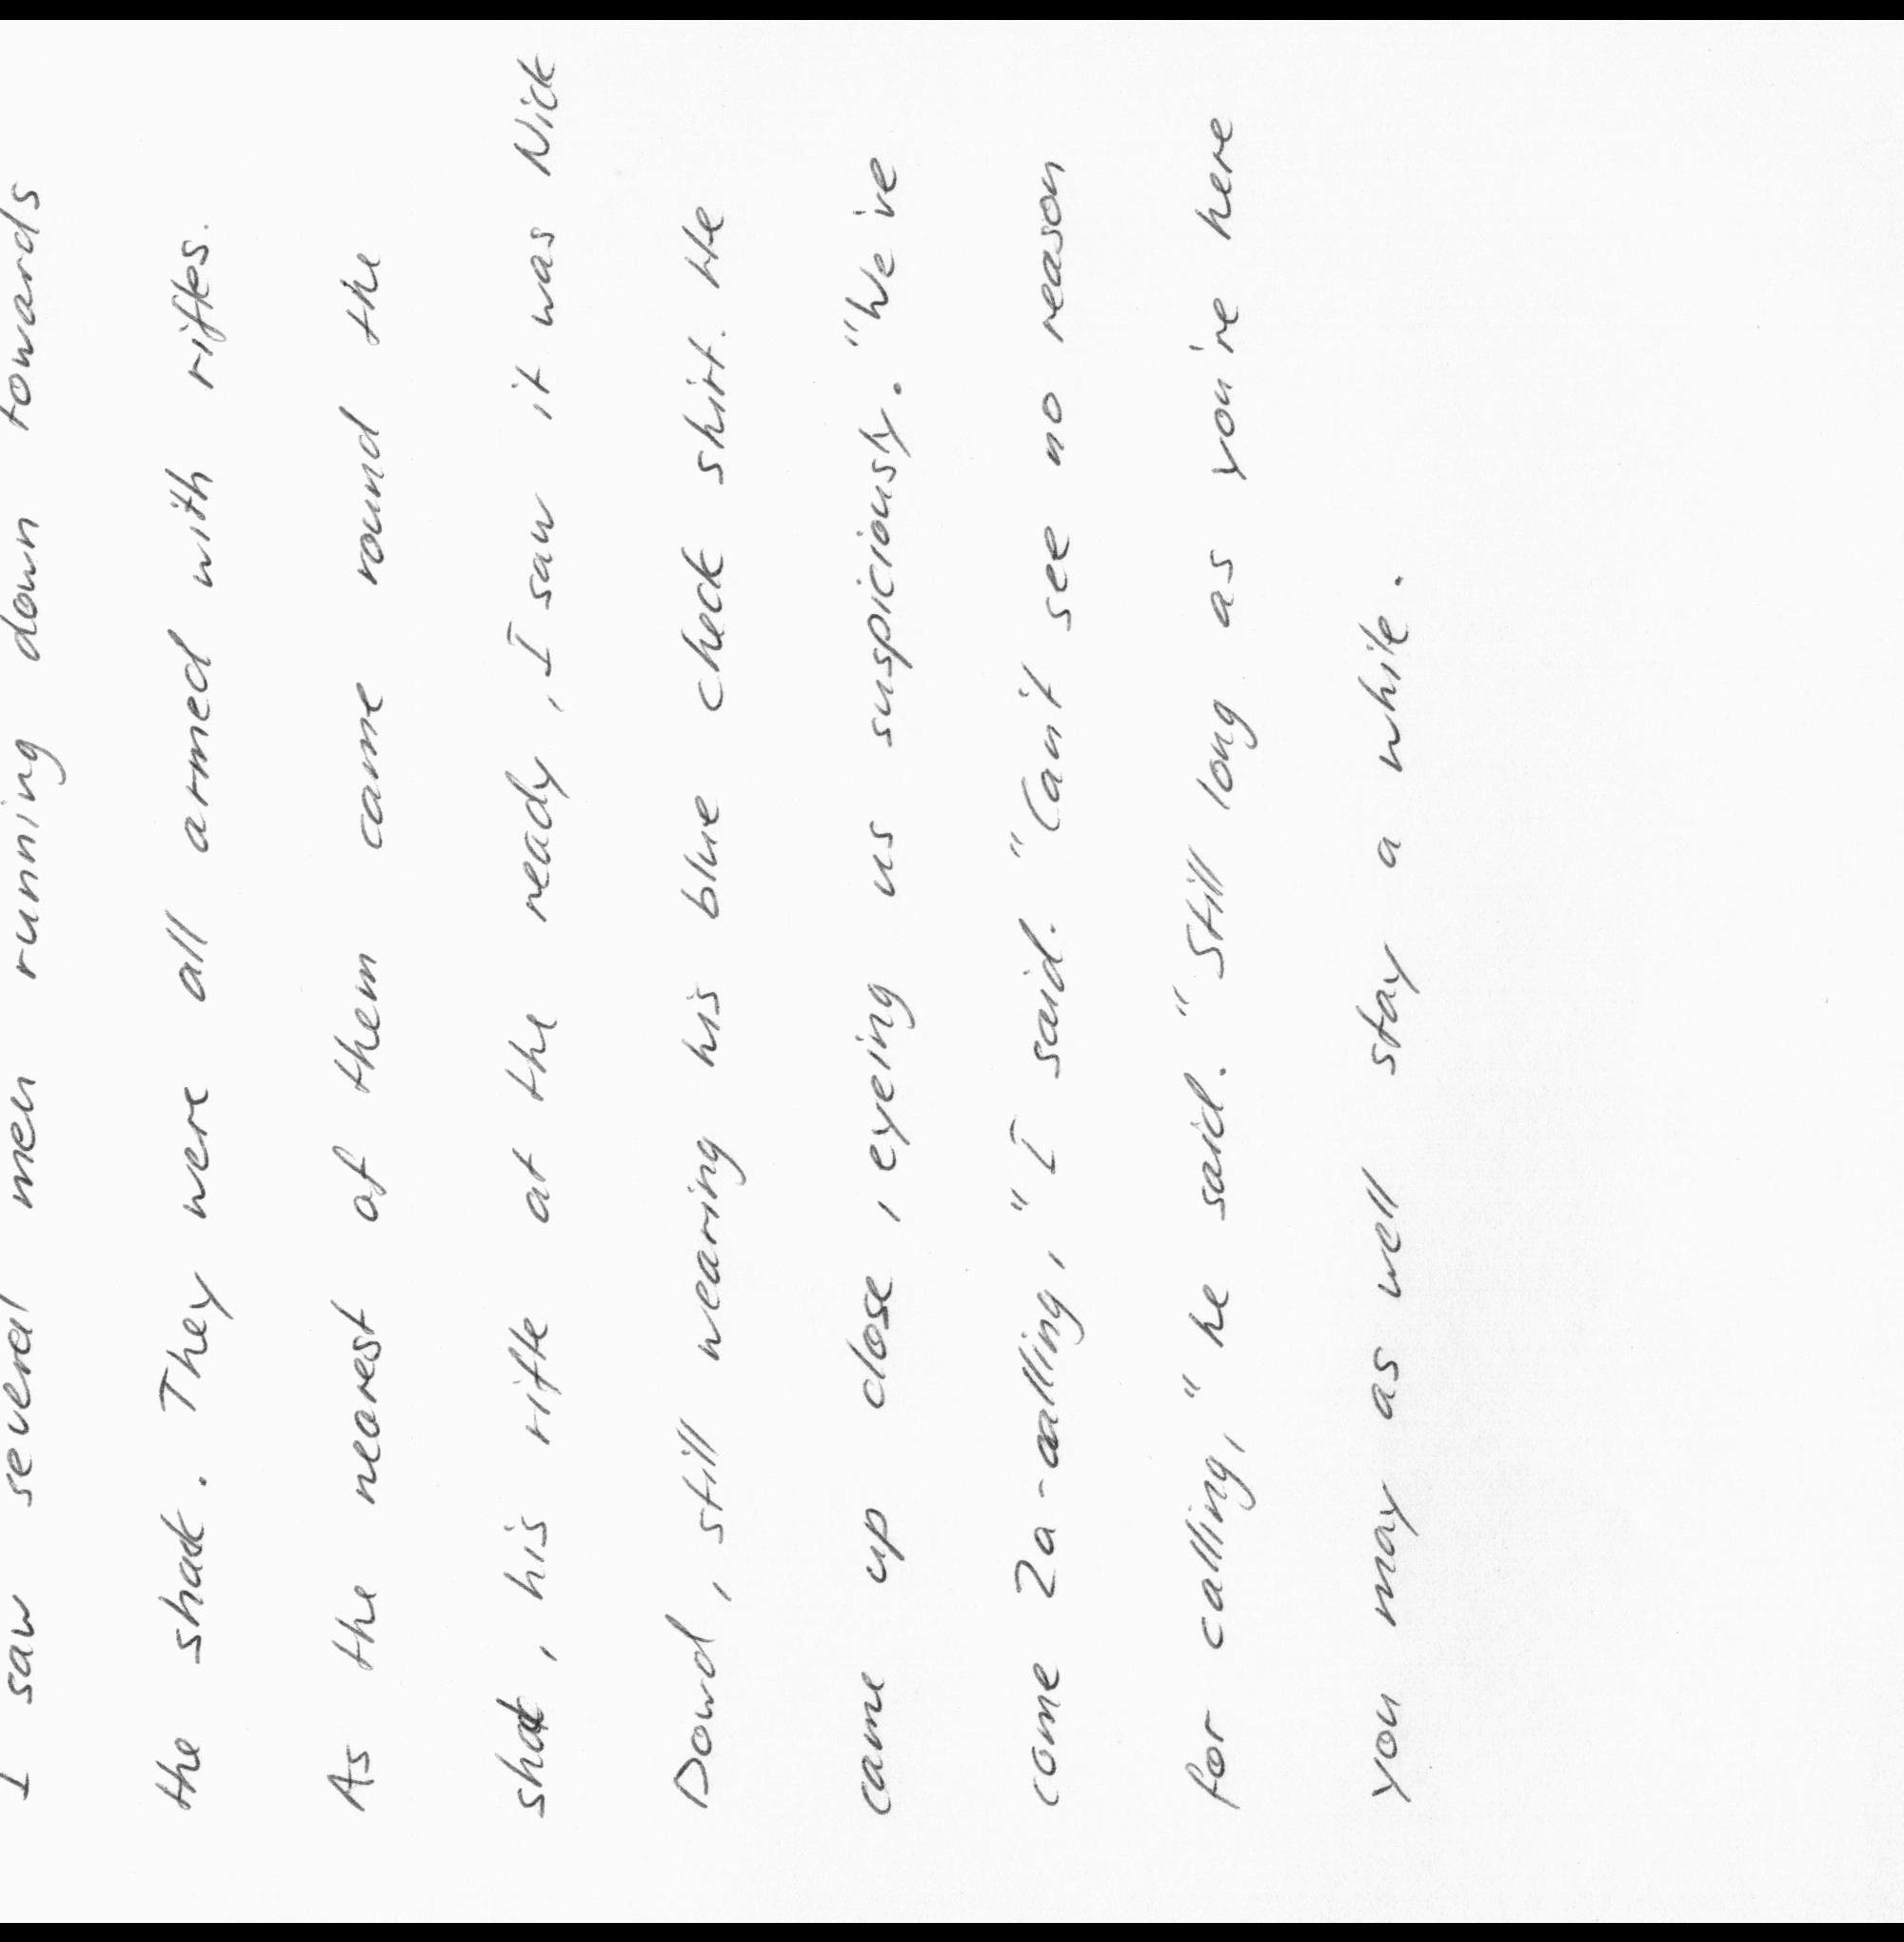 I saw several men running down towards
the shack. They were all armed with rifles.
As the nearest of them came round the
shack, his rifle at the ready, I saw it was Nick
Dowd, still wearing his blue check shirt. He
came up close, eyeing us suspiciously. "We've
come 2a-calling," I said. "Can't see no reason
for calling," he said. "Still long as you're here
you may as well stay a while.